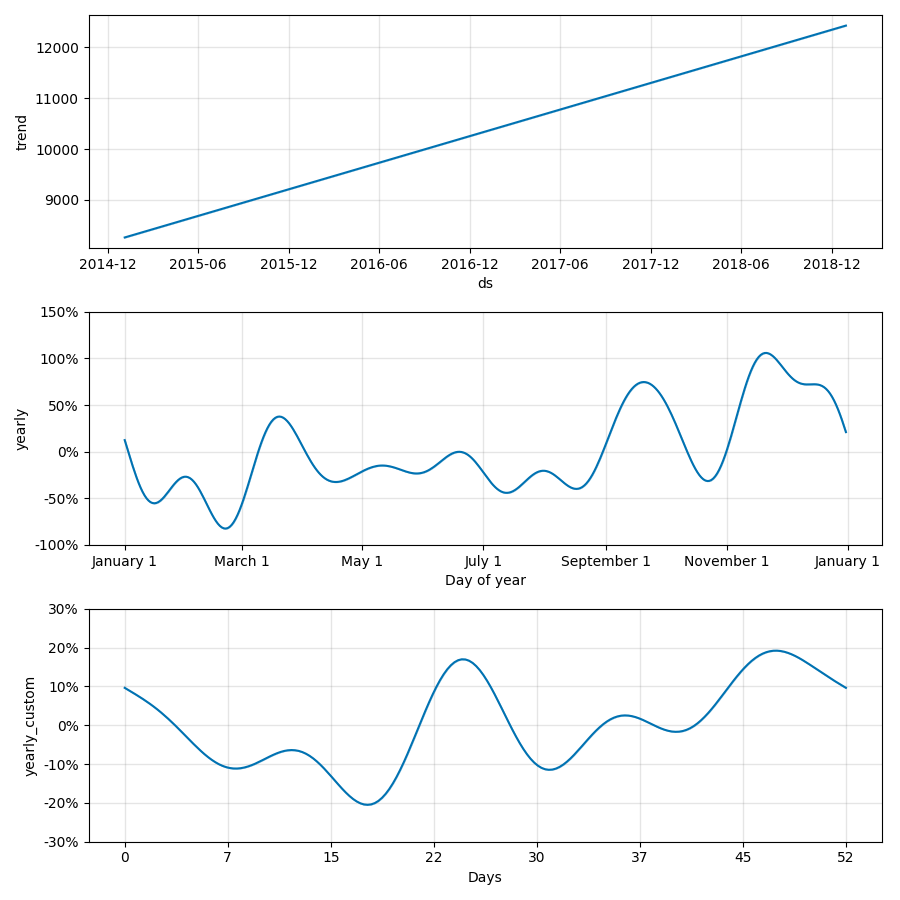 12000
11000
10000
9000
trend
2014-12 2015-06 2015-12 2016-06 2016-12 2017-06 2017-12 2018-06 2018-12
ds
150%
100%
50%
0%
-50%
-100%
yearly
January 1 March 1 May 1 July 1 September 1 November 1 January 1
Day of year
30%
20%
10%
0%
-10%
-20%
-30%
yearly_custom
0 7 15 22 30 37 45 52
Days